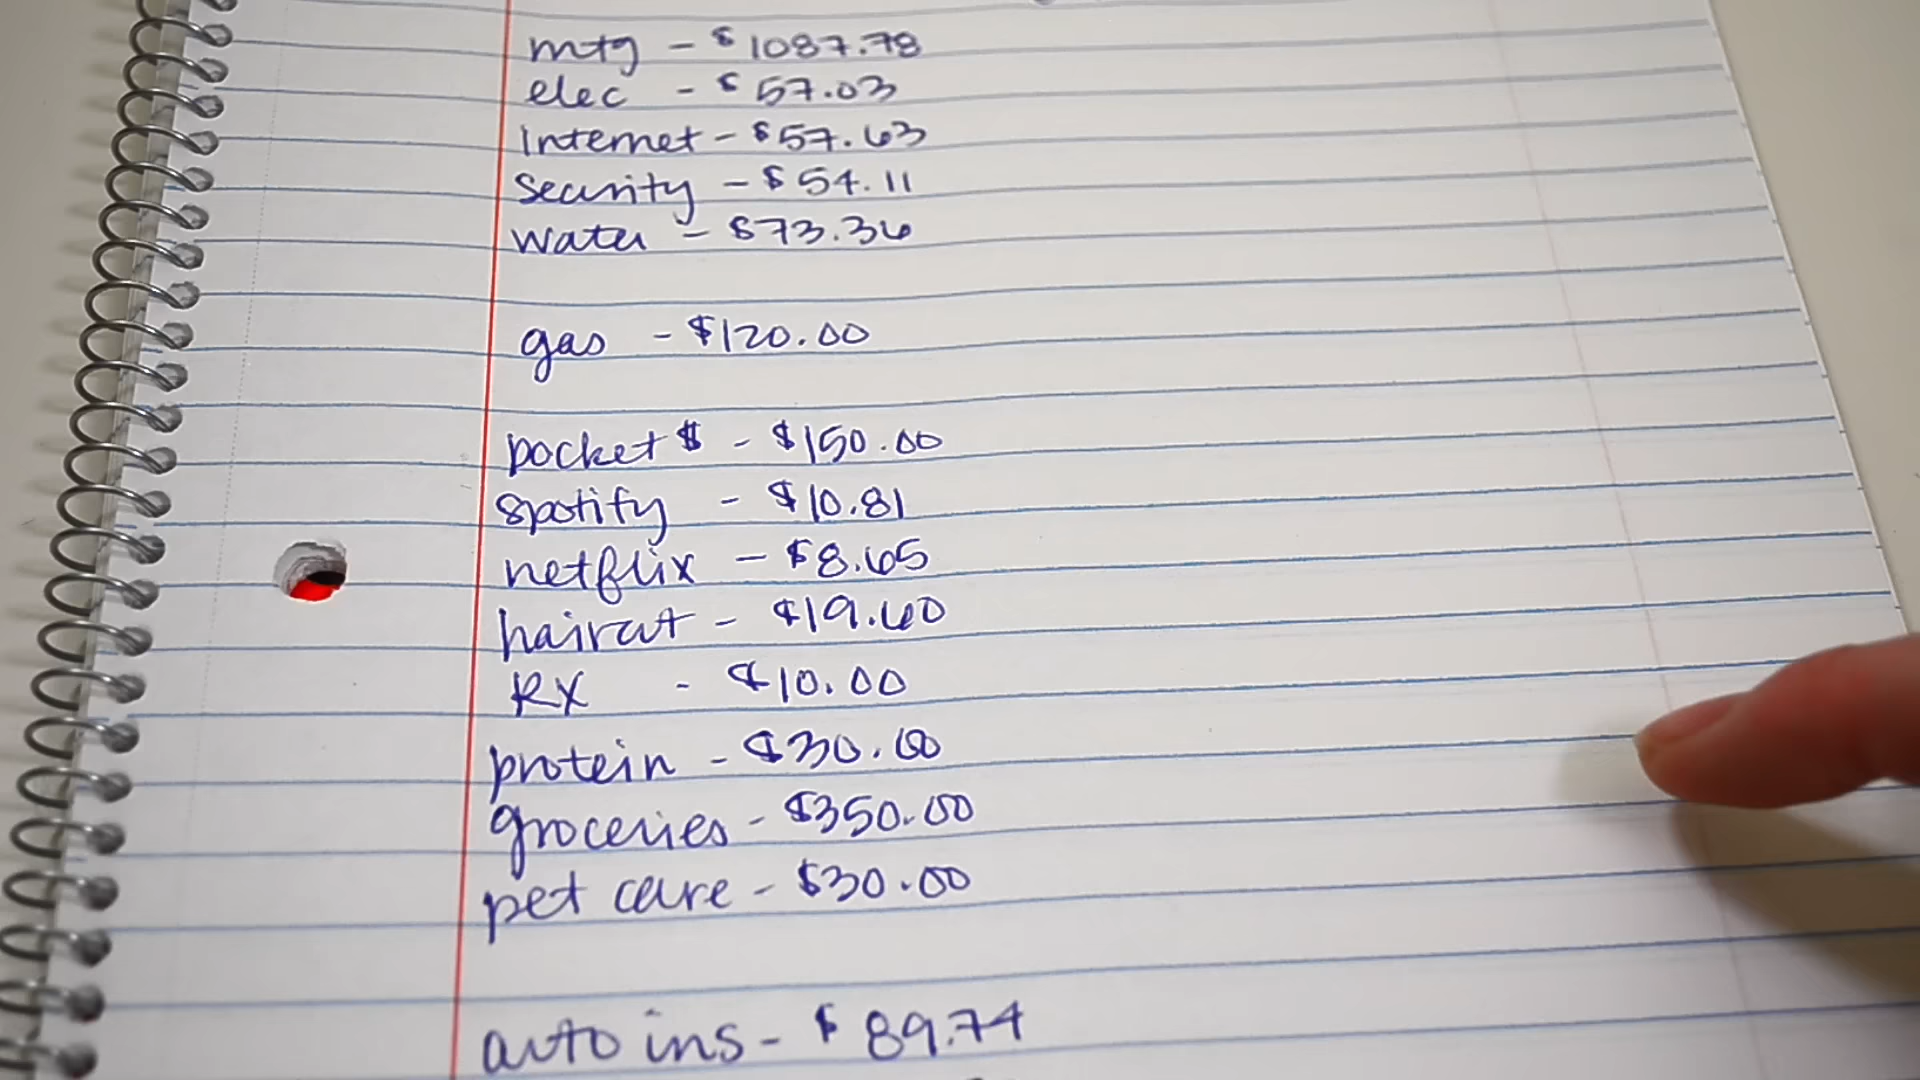 mtg - $1087.78
elec - $57.03
Internet - $57.63
Security - $54.11
Water - $73.36
gas - $120.00
pocket $ - $150.00
spotify - $10.81
netflix - $8.65
haircut - $19.60
RX - $10.00
protein - $30.00
groceries - $350.00
pet care - $30.00
auto ins - $89.74